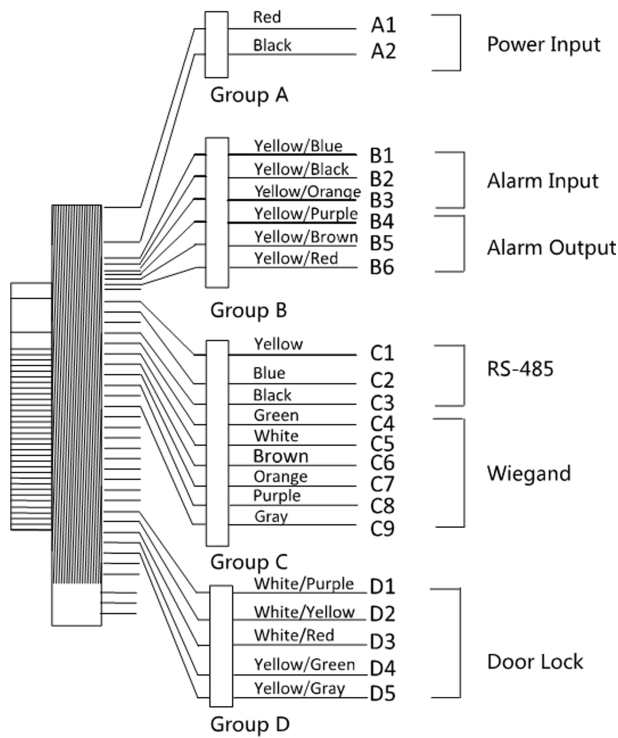 Red A1
Black A2
Power Input
Group A
Yellow/Blue B1
Yellow/Black B2
Yellow/Orange B3
Alarm Input
Yellow/Purple B4
Yellow/Brown B5
Yellow/Red B6
Alarm Output
Group B
Yellow C1
Blue C2
Black C3
RS-485
Green C4
White C5
Brown C6
Orange C7
Purple C8
Gray C9
Wiegand
Group C
White/Purple D1
White/Yellow D2
White/Red D3
Yellow/Green D4
Yellow/Gray D5
Door Lock
Group D